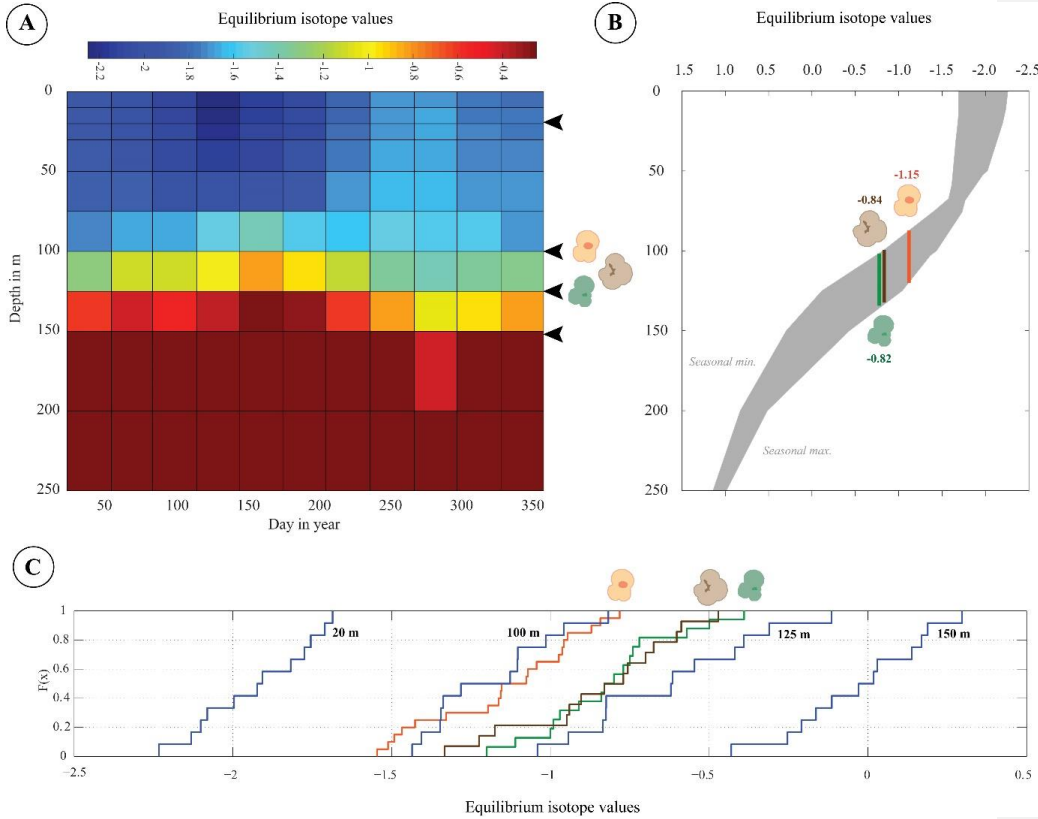 A
Equilibrium isotope values
-2.2 -2 -1.8 -1.6 -1.4 -1.2 -1 -0.8 -0.6 -0.4
0
50
100
150
200
250
Depth in m
50 100 150 200 250 300 350
Day in year
B
Equilibrium isotope values
1.5 1.0 0.5 0.0 -0.5 -1.0 -1.5 -2.0 -2.5
0
50
100
150
200
250
-1.15
-0.84
-0.82
Seasonal min.
Seasonal max.
C
1
0.8
0.6
0.4
0.2
0
F(x)
20 m
100 m
125 m
150 m
-2.5 −2 −1.5 −1 −0.5 0 0.5
Equilibrium isotope values